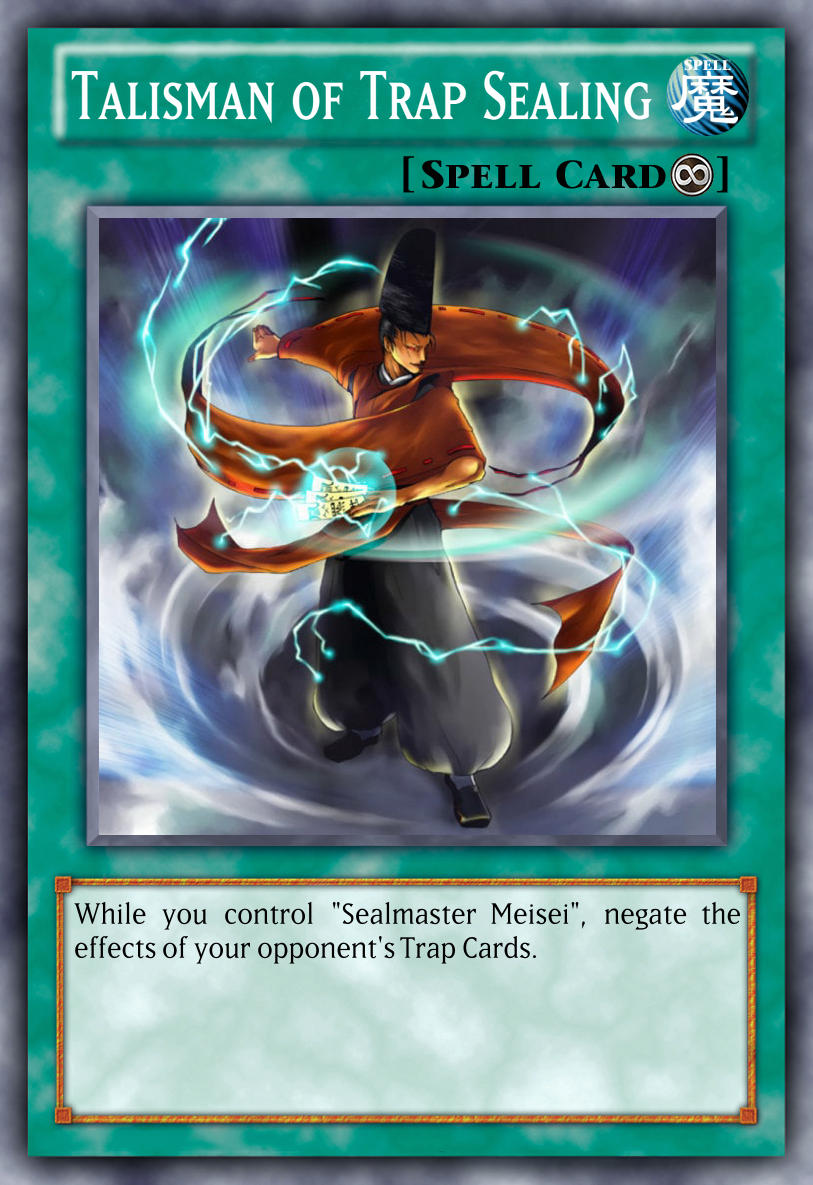 TALISMAN OF TRAP SEALING
SPELL
魔
[SPELL CARD∞]
While you control "Sealmaster Meisei", negate the
effects of your opponent's Trap Cards.